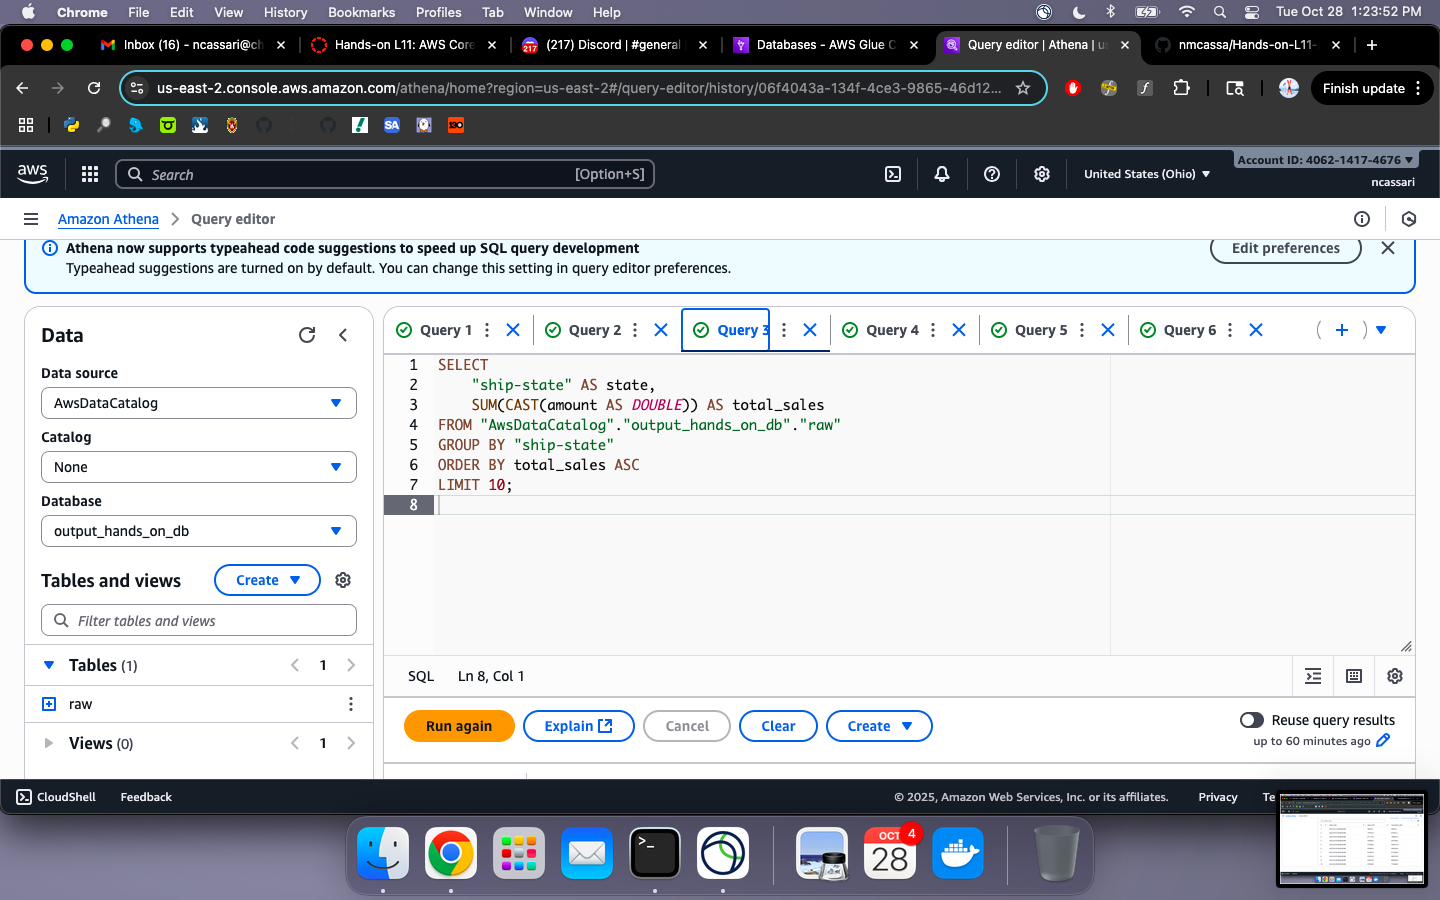 Chrome File Edit View History Bookmarks Profiles Tab Window Help Tue Oct 28 1:23:52 PM
Inbox (16) - ncassari@ch Hands-on L11: AWS Core (217) Discord | #general Databases - AWS Glue C Query editor | Athena | us nmcassa/Hands-on-L11-
us-east-2.console.aws.amazon.com/athena/home?region=us-east-2#/query-editor/history/06f4043a-134f-4ce3-9865-46d12... Finish update
aws Search [Option+S] United States (Ohio) Account ID: 4062-1417-4676
ncassari
Amazon Athena Query editor
Athena now supports typeahead code suggestions to speed up SQL query development Edit preferences
Typeahead suggestions are turned on by default. You can change this setting in query editor preferences.
Data
Data source
AwsDataCatalog
Catalog
None
Database
output_hands_on_db
Tables and views Create
Filter tables and views
Tables (1) 1
raw
Views (0) 1
Query 1 Query 2 Query 3 Query 4 Query 5 Query 6
1 SELECT
2 "ship-state" AS state,
3 SUM(CAST(amount AS DOUBLE)) AS total_sales
4 FROM "AwsDataCatalog"."output_hands_on_db"."raw"
5 GROUP BY "ship-state"
6 ORDER BY total_sales ASC
7 LIMIT 10;
8
SQL Ln 8, Col 1
Run again Explain Cancel Clear Create Reuse query results
up to 60 minutes ago
CloudShell Feedback © 2025, Amazon Web Services, Inc. or its affiliates. Privacy Te
OCT 4
28